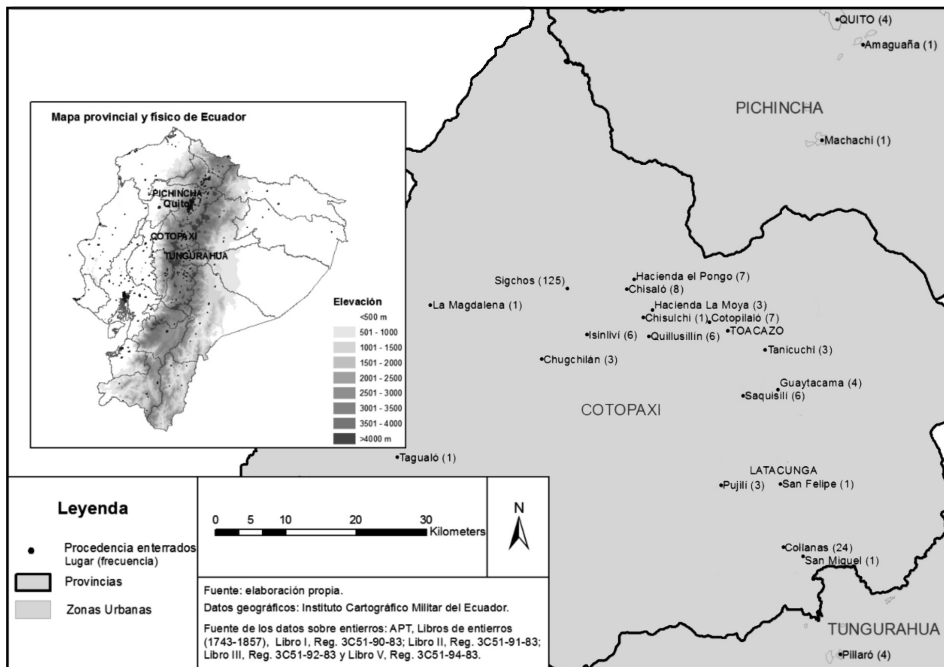 QUITO (4)
Amaguaña (1)
PICHINCHA
Machachi (1)
Mapa provincial y físico de Ecuador
PICHINCHA
Quito
COTOPAXI
TUNGURAHUA
Elevación
<500 m
501 - 1000
1001 - 1500
1501 - 2000
2001 - 2500
2501 - 3000
3001 - 3500
3501 - 4000
>4000 m
Sigchos (125)
Hacienda el Pongo (7)
Chisaló (8)
La Magdalena (1)
Hacienda La Moya (3)
Chisulchi (1)
Cotopilaló (7)
Isinliví (6)
Quillusillín (6)
TOACAZO
Tanicuchí (3)
Chugchilán (3)
Guaytacama (4)
Saquisilí (6)
COTOPAXI
Tagualó (1)
LATACUNGA
Pujilí (3)
San Felipe (1)
Collanas (24)
San Miguel (1)
TUNGURAHUA
Píllaro (4)
Leyenda
Procedencia enterrados
Lugar (frecuencia)
Provincias
Zonas Urbanas
0 5 10 20 30
Kilometers
N
Fuente: elaboración propia.
Datos geográficos: Instituto Cartográfico Militar del Ecuador.
Fuente de los datos sobre entierros: APT, Libros de entierros
(1743-1857), Libro I, Reg. 3C51-90-83; Libro II, Reg. 3C51-91-83;
Libro III, Reg. 3C51-92-83 y Libro V, Reg. 3C51-94-83.